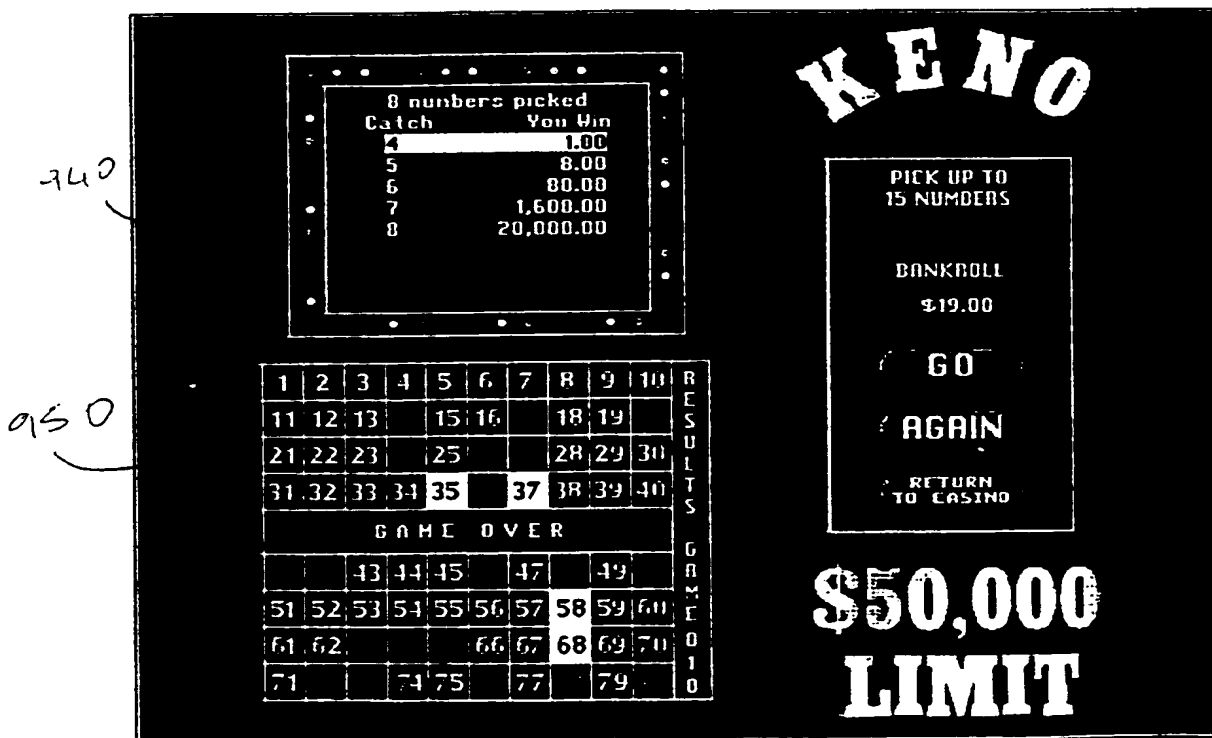 KENO
8 numbers picked
Catch You Win
4 1.00
5 8.00
6 80.00
7 1,600.00
8 20,000.00
940
PICK UP TO
15 NUMBERS
BANKROLL
$19.00
GO
AGAIN
RETURN
TO CASINO
950
1 2 3 4 5 6 7 8 9 10
11 12 13 15 16 18 19
21 22 23 25 28 29 30
31 32 33 34 35 37 38 39 40
GAME OVER
43 44 45 47 49
51 52 53 54 55 56 57 58 59 60
61 62 66 67 68 69 70
71 74 75 77 79
RESULTS GAME 010
$50,000
LIMIT